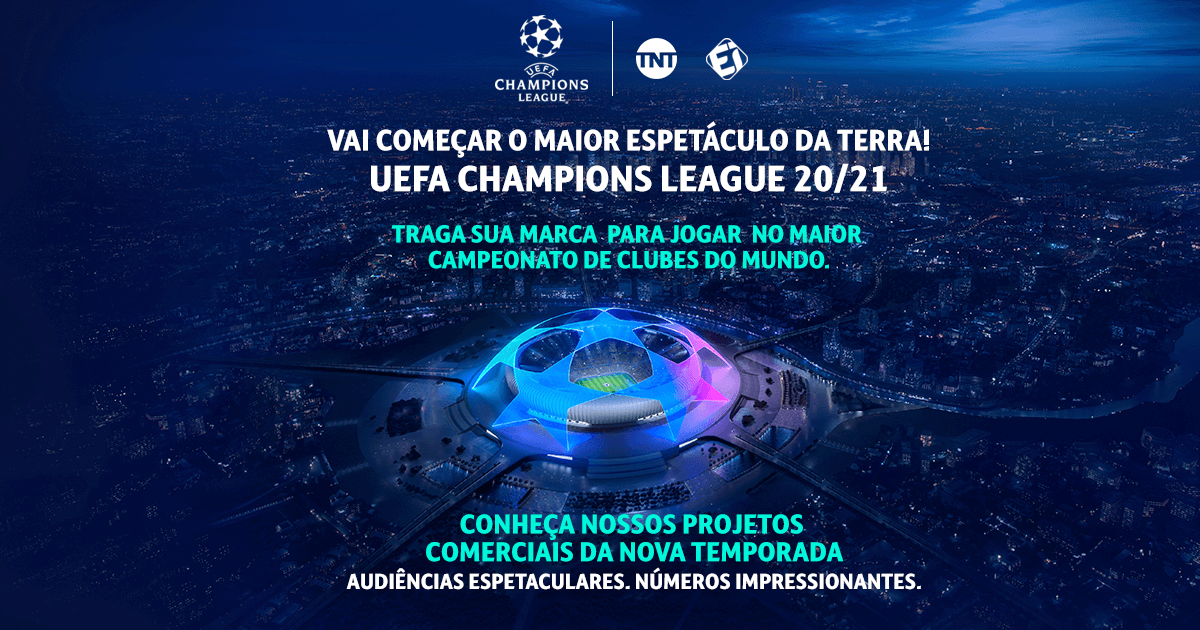 UEFA
CHAMPIONS
LEAGUE
TNT
EI
VAI COMEÇAR O MAIOR ESPETÁCULO DA TERRA!
UEFA CHAMPIONS LEAGUE 20/21
TRAGA SUA MARCA PARA JOGAR NO MAIOR
CAMPEONATO DE CLUBES DO MUNDO.
CONHEÇA NOSSOS PROJETOS
COMERCIAIS DA NOVA TEMPORADA
AUDIÊNCIAS ESPETACULARES. NÚMEROS IMPRESSIONANTES.